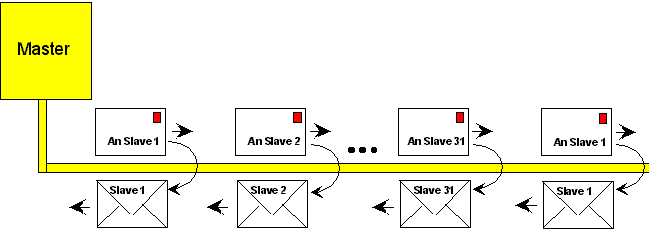 Master
An Slave 1
An Slave 2
An Slave 31
An Slave 1
Slave 1
Slave 2
Slave 31
Slave 1